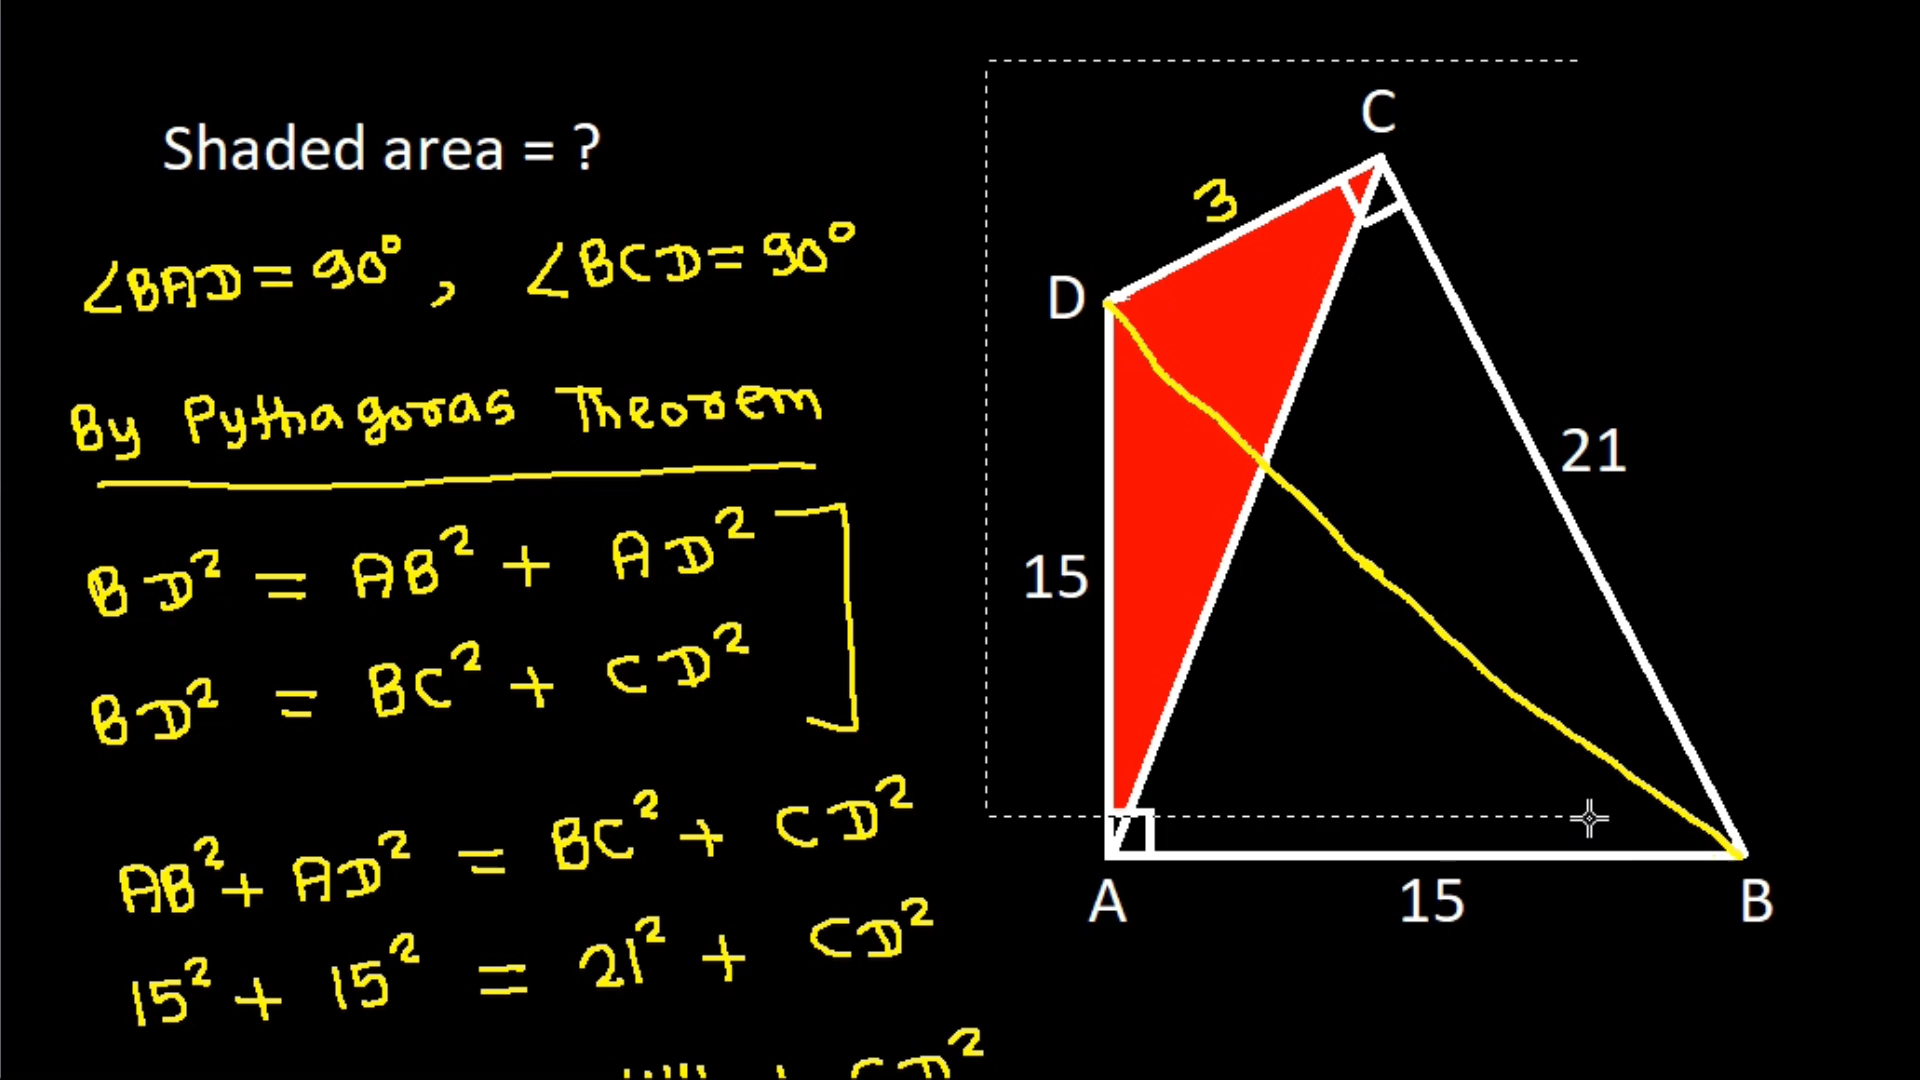 Shaded area = ?
∠BAD = 90°, ∠BCD = 90°
By Pythagoras Theorem
BD² = AB² + AD²
BD² = BC² + CD²
AB² + AD² = BC² + CD²
15² + 15² = 21² + CD²
+ CD²
C
3
D
21
15
A
15
B